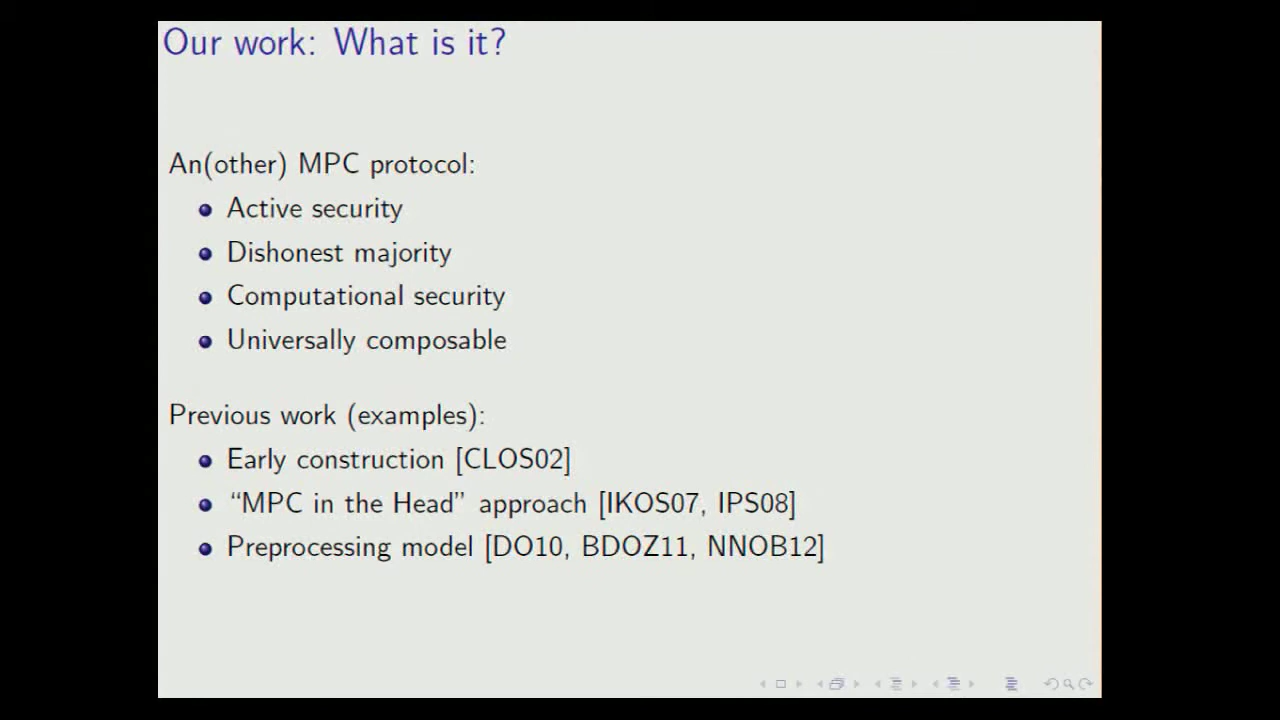 Our work: What is it?
An(other) MPC protocol:
Active security
Dishonest majority
Computational security
Universally composable
Previous work (examples):
Early construction [CLOS02]
“MPC in the Head” approach [IKOS07, IPS08]
Preprocessing model [DO10, BDOZ11, NNOB12]